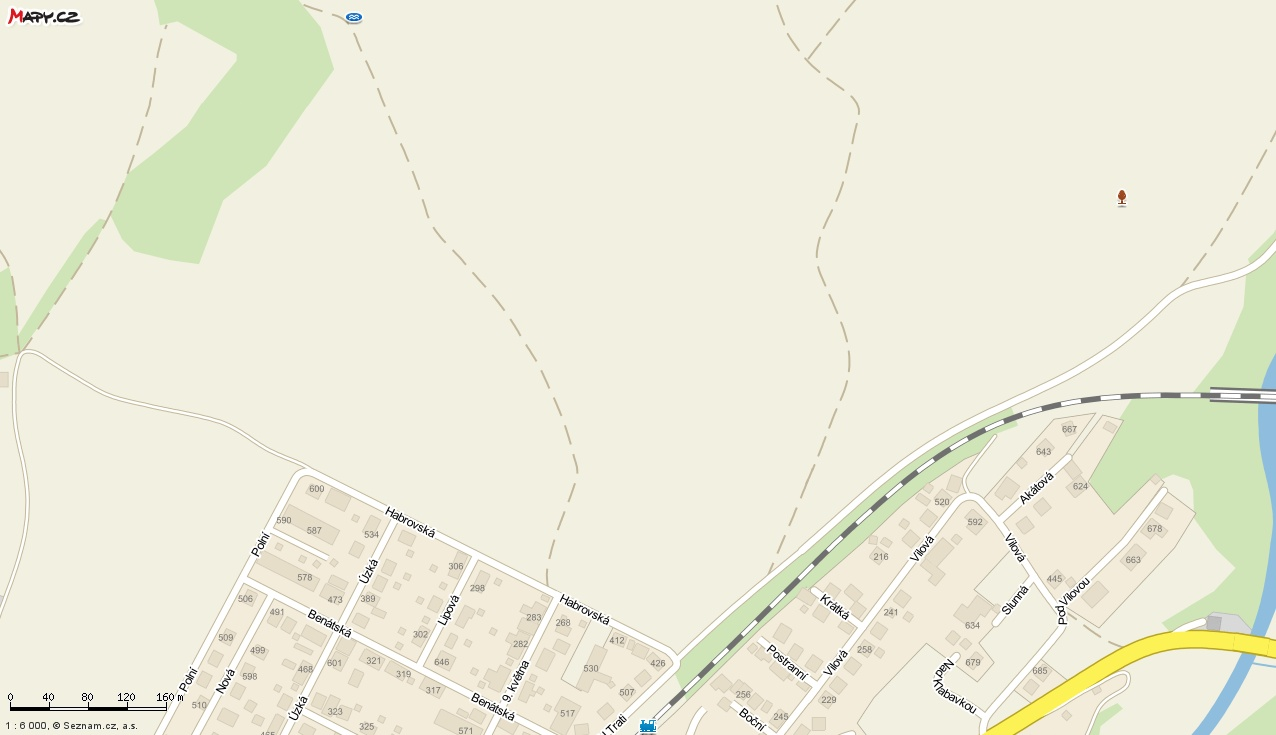 Mapy.cz
667
643
Akátová
624
600
520
590
587
Habrovská
534
592
678
Polní
Vilová
Vilová
216
306
663
578
Úzká
298
445
Pod
Vilovou
506
491
473
389
Lipová
Krátká
Slunná
283
268
Habrovská
241
Benátská
412
634
509
302
282
499
601
321
646
530
426
Postranní
Vilová
258
679
468
319
685
Polní
Nová
598
317
9. května
507
256
229
510
Úzká
323
Benátská
517
Boční
245
325
571
465
Trati
0 40 80 120 160 m
1 : 6 000, © Seznam.cz, a.s.